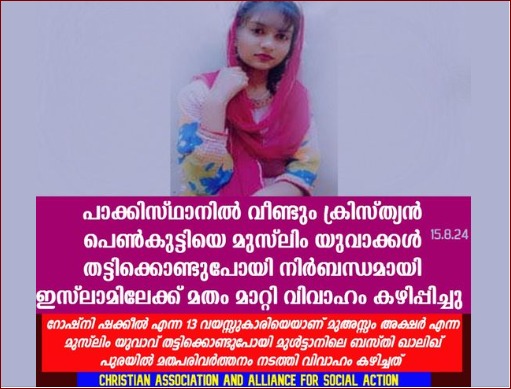 പാക്കിസ്ഥാനിൽ വീണ്ടും ക്രിസ്ത്യൻ
പെൺകുട്ടിയെ മുസ്ലിം യുവാക്കൾ 15.8.24
തട്ടിക്കൊണ്ടുപോയി നിർബന്ധമായി
ഇസ്ലാമിലേക്ക് മതം മാറ്റി വിവാഹം കഴിപ്പിച്ചു
റോഷ്നി ഷക്കീൽ എന്ന 13 വയസ്സുകാരിയെയാണ് മുഅസ്സം അക്ഷർ എന്ന
മുസ്ലിം യുവാവ് തട്ടിക്കൊണ്ടുപോയി മുൾട്ടാനിലെ ബസ്തി ഖാലിഖ്
പുരയിൽ മതപരിവർത്തനം നടത്തി വിവാഹം കഴിച്ചത്
CHRISTIAN ASSOCIATION AND ALLIANCE FOR SOCIAL ACTION